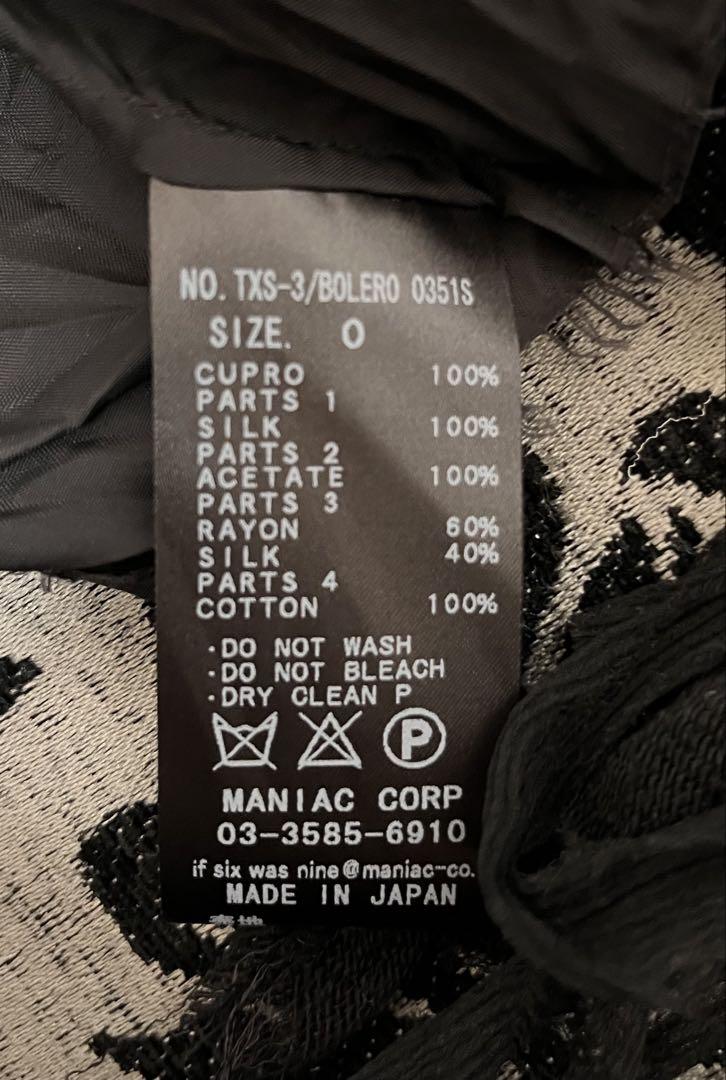 NO. TXS-3/BOLERO 0351S
SIZE. 0
CUPRO 100%
PARTS 1
SILK 100%
PARTS 2
ACETATE 100%
PARTS 3
RAYON 60%
SILK 40%
PARTS 4
COTTON 100%
·DO NOT WASH
·DO NOT BLEACH
·DRY CLEAN P
P
MANIAC CORP
03-3585-6910
if six was nine@maniac-co.
MADE IN JAPAN